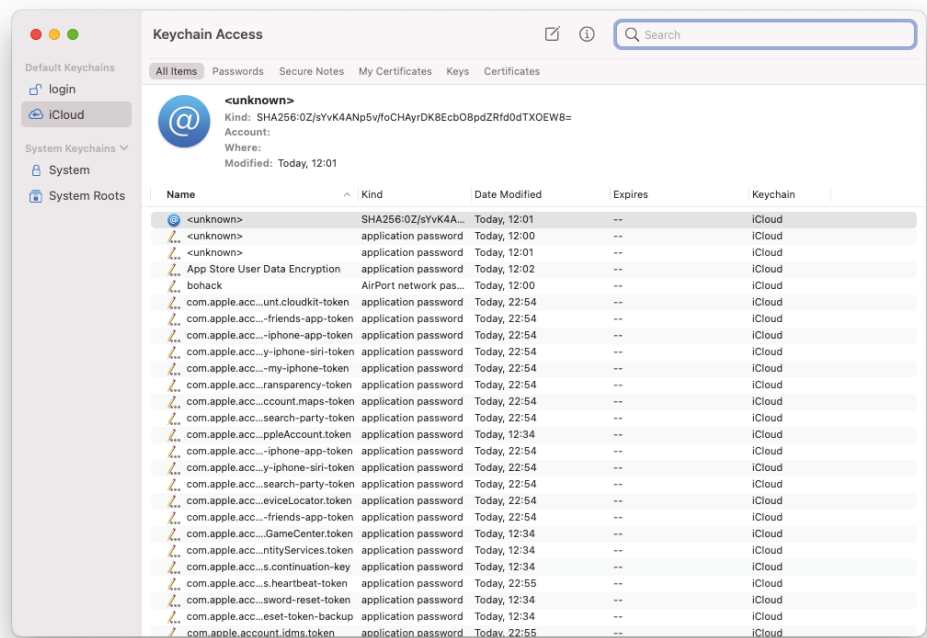 Keychain Access
Search
Default Keychains
login
iCloud
System Keychains
System
System Roots
All Items Passwords Secure Notes My Certificates Keys Certificates
<unknown>
Kind: SHA256:0Z/sYvK4ANp5v/foCHAyrDK8EcbO8pdZRfd0dTXOEW8=
Account:
Where:
Modified: Today, 12:01
Name Kind Date Modified Expires Keychain
<unknown> SHA256:0Z/sYvK4A... Today, 12:01 -- iCloud
<unknown> application password Today, 12:00 -- iCloud
<unknown> application password Today, 12:01 -- iCloud
App Store User Data Encryption application password Today, 12:02 -- iCloud
bohack AirPort network pas... Today, 12:00 -- iCloud
com.apple.acc...unt.cloudkit-token application password Today, 22:54 -- iCloud
com.apple.acc...-friends-app-token application password Today, 22:54 -- iCloud
com.apple.acc...-iphone-app-token application password Today, 22:54 -- iCloud
com.apple.acc...y-iphone-siri-token application password Today, 22:54 -- iCloud
com.apple.acc...-my-iphone-token application password Today, 22:54 -- iCloud
com.apple.acc...ransparency-token application password Today, 22:54 -- iCloud
com.apple.acc...ccount.maps-token application password Today, 22:54 -- iCloud
com.apple.acc...search-party-token application password Today, 22:54 -- iCloud
com.apple.acc...ppleAccount.token application password Today, 12:34 -- iCloud
com.apple.acc...-iphone-app-token application password Today, 22:54 -- iCloud
com.apple.acc...y-iphone-siri-token application password Today, 22:54 -- iCloud
com.apple.acc...search-party-token application password Today, 22:54 -- iCloud
com.apple.acc...eviceLocator.token application password Today, 22:54 -- iCloud
com.apple.acc...-friends-app-token application password Today, 22:54 -- iCloud
com.apple.acc....GameCenter.token application password Today, 12:34 -- iCloud
com.apple.acc...ntityServices.token application password Today, 12:34 -- iCloud
com.apple.acc...s.continuation-key application password Today, 12:34 -- iCloud
com.apple.acc...s.heartbeat-token application password Today, 22:55 -- iCloud
com.apple.acc...sword-reset-token application password Today, 12:34 -- iCloud
com.apple.acc...eset-token-backup application password Today, 12:34 -- iCloud
com.apple.account.idms.token application password Today, 22:55 -- iCloud